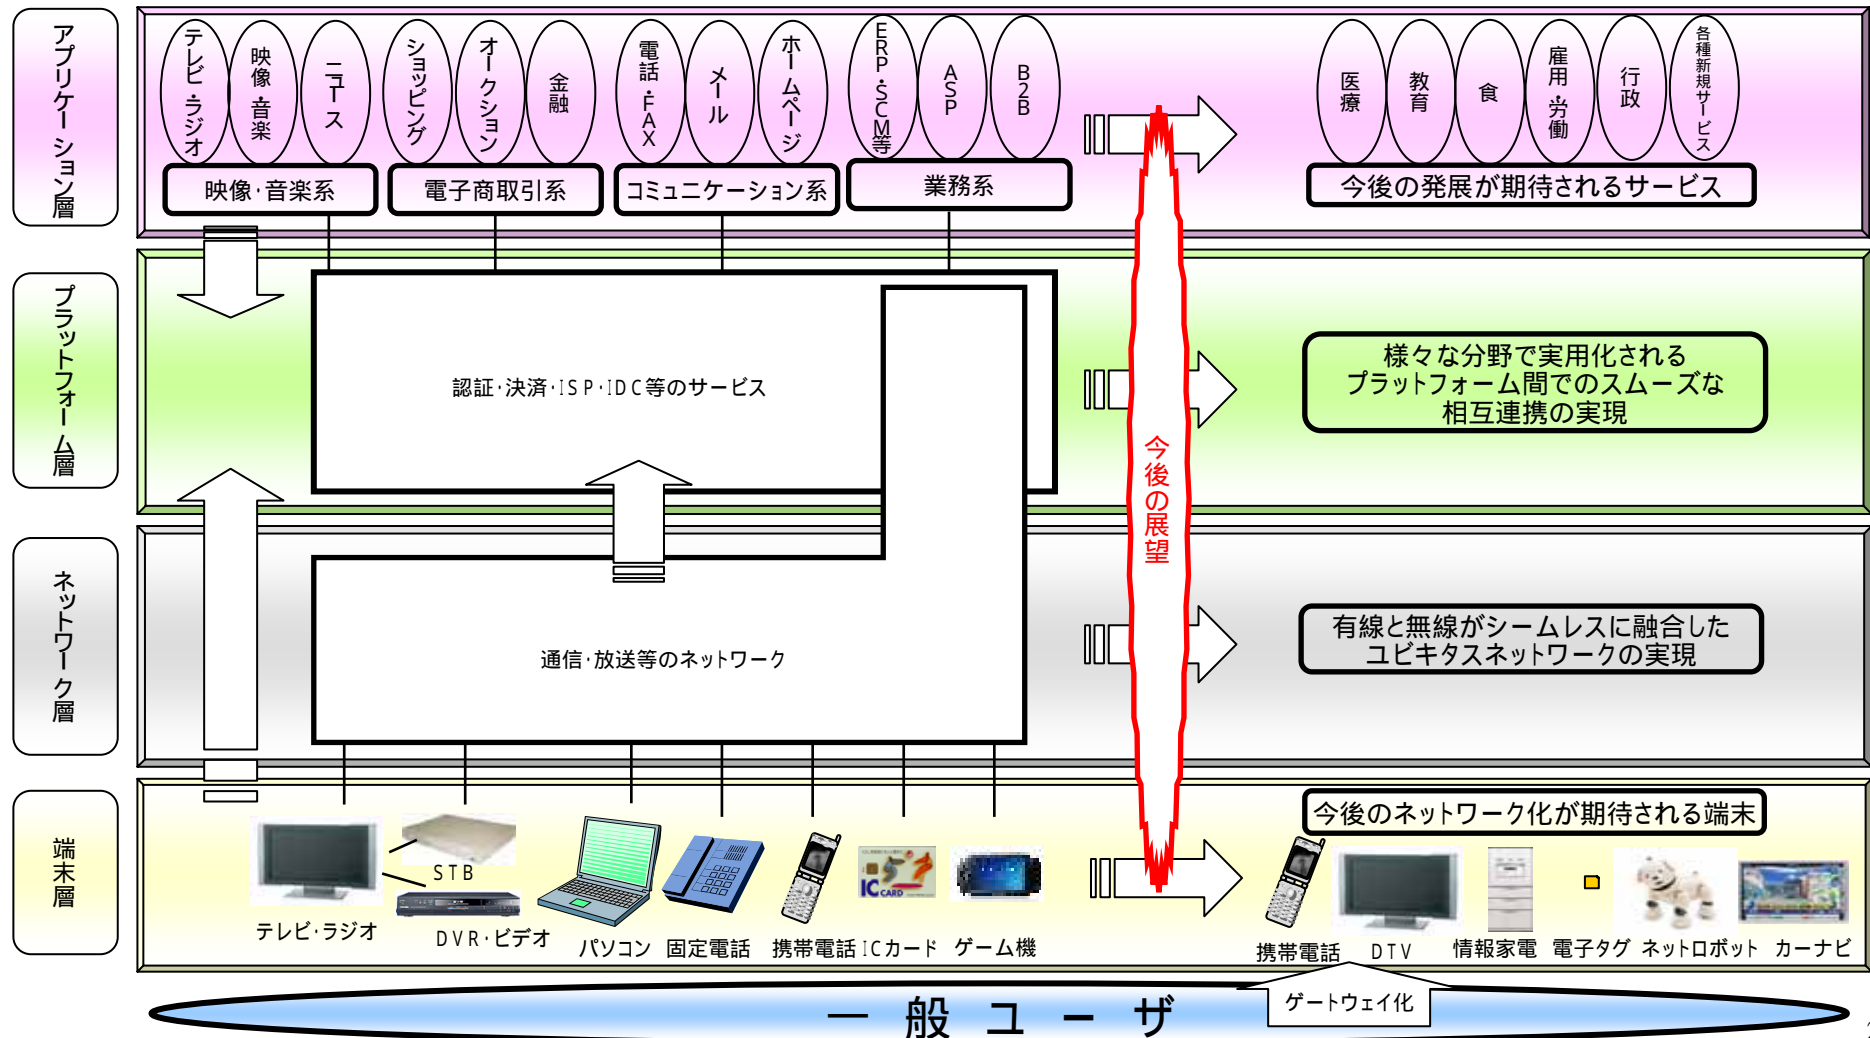 アプリケーション層
テレビ・ラジオ
映像・音楽
ニュース
ショッピング
オークション
金融
電話・FAX
メール
ホームページ
ERP・SCM等
ASP
B2B
医療
教育
食
雇用・労働
行政
各種新規サービス
映像・音楽系
電子商取引系
コミュニケーション系
業務系
今後の発展が期待されるサービス
プラットフォーム層
認証・決済・ISP・IDC等のサービス
様々な分野で実用化される
プラットフォーム間でのスムーズな
相互連携の実現
今後の展望
ネットワーク層
通信・放送等のネットワーク
有線と無線がシームレスに融合した
ユビキタスネットワークの実現
端末層
今後のネットワーク化が期待される端末
STB
IC CARD
テレビ・ラジオ
DVR・ビデオ
パソコン
固定電話
携帯電話
ICカード
ゲーム機
携帯電話
DTV
情報家電
電子タグ
ネットロボット
カーナビ
ゲートウェイ化
一般ユーザ